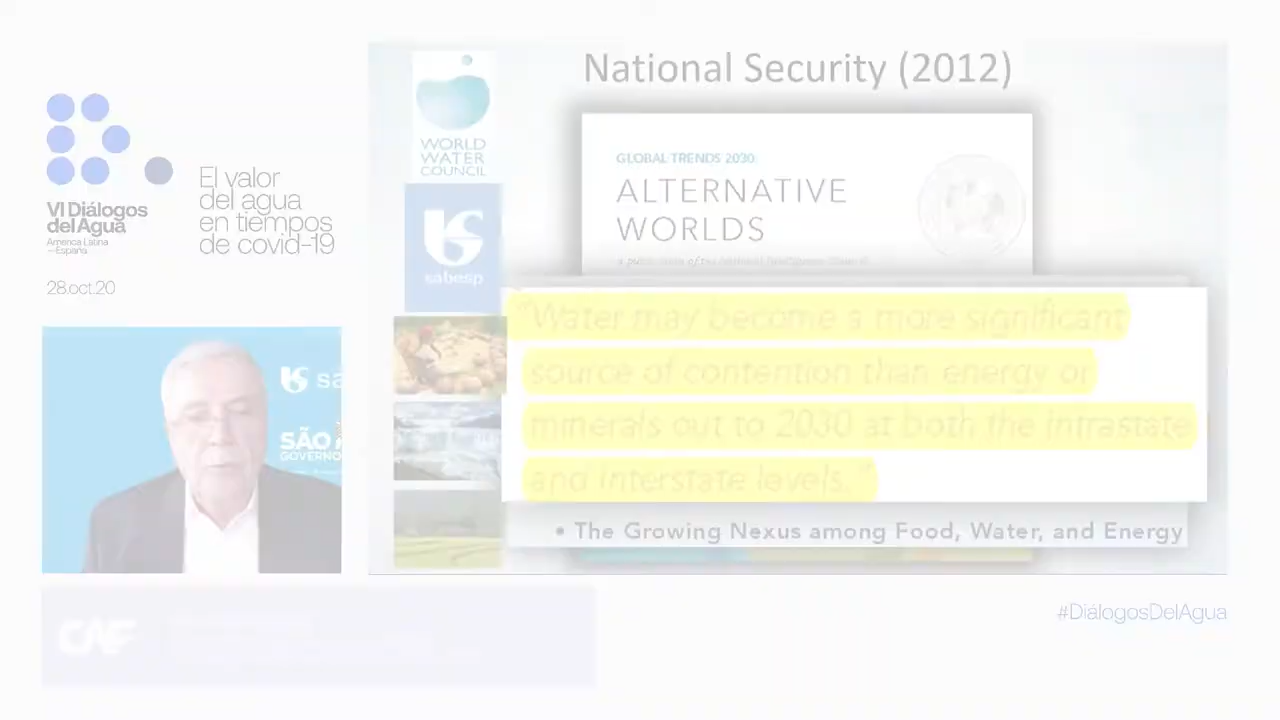 VI Diálogos
del Agua
América Latina
—España
28.oct.20
El valor
del agua
en tiempos
de covid-19
sa
SÃO
GOVERNO
CAF
National Security (2012)
WORLD
WATER
COUNCIL
sabesp
GLOBAL TRENDS 2030:
ALTERNATIVE
WORLDS
"Water may become a more significant
source of contention than energy or
minerals out to 2030 at both the intrastate
and interstate levels."
• The Growing Nexus among Food, Water, and Energy
#DiálogosDelAgua